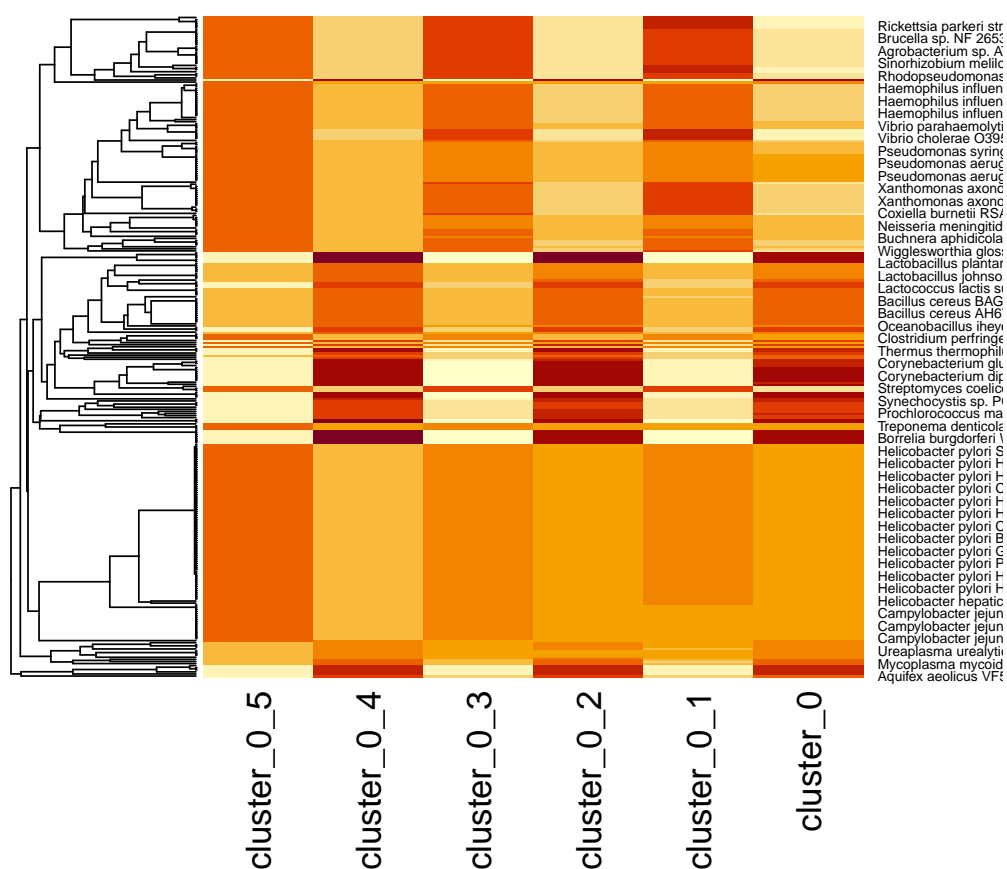 Rickettsia parkeri str
Brucella sp. NF 2653
Agrobacterium sp. A
Sinorhizobium melilo
Rhodopseudomonas
Haemophilus influen
Haemophilus influen
Haemophilus influen
Vibrio parahaemolyti
Vibrio cholerae O395
Pseudomonas syring
Pseudomonas aerug
Pseudomonas aerug
Xanthomonas axono
Xanthomonas axono
Coxiella burnetii RSA
Neisseria meningitid
Buchnera aphidicola
Wigglesworthia gloss
Lactobacillus plantar
Lactobacillus johnso
Lactococcus lactis su
Bacillus cereus BAG
Bacillus cereus AH6
Oceanobacillus iheye
Clostridium perfringe
Thermus thermophilu
Corynebacterium glu
Corynebacterium dip
Streptomyces coelico
Synechocystis sp. PC
Prochlorococcus ma
Treponema denticola
Borrelia burgdorferi
Helicobacter pylori S
Helicobacter pylori H
Helicobacter pylori H
Helicobacter pylori C
Helicobacter pylori H
Helicobacter pylori H
Helicobacter pylori C
Helicobacter pylori B
Helicobacter pylori G
Helicobacter pylori P
Helicobacter pylori H
Helicobacter pylori H
Helicobacter hepatic
Campylobacter jejun
Campylobacter jejun
Campylobacter jejun
Ureaplasma urealytic
Mycoplasma mycoid
Aquifex aeolicus VF5
cluster_0_5
cluster_0_4
cluster_0_3
cluster_0_2
cluster_0_1
cluster_0